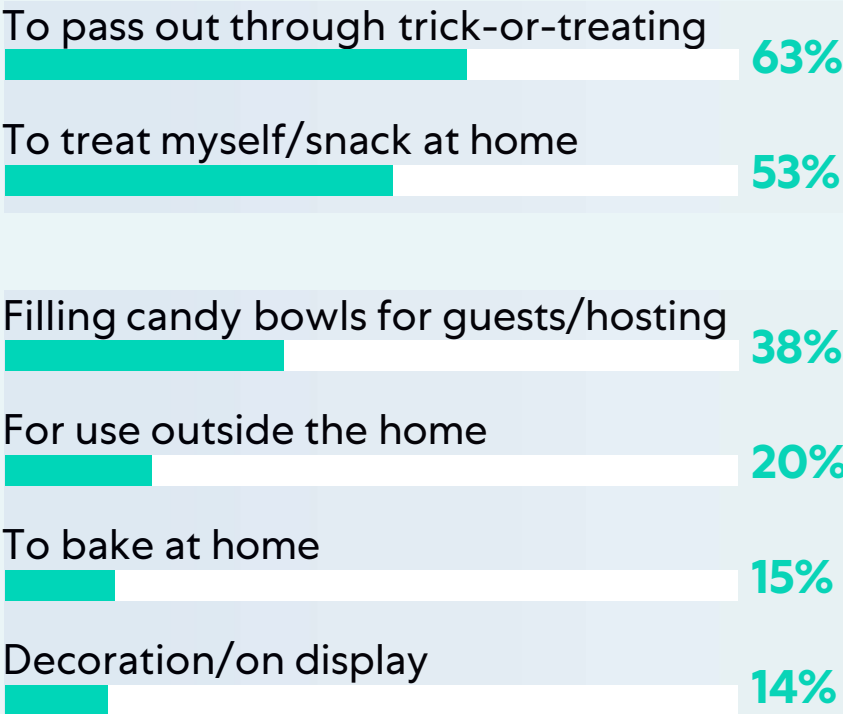 To pass out through trick-or-treating
63%
To treat myself/snack at home
53%
Filling candy bowls for guests/hosting
38%
For use outside the home
20%
To bake at home
15%
Decoration/on display
14%